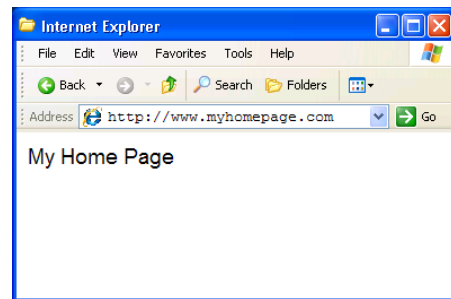 Internet Explorer
File Edit View Favorites Tools Help
Back Search Folders
Address http://www.myhomepage.com Go
My Home Page